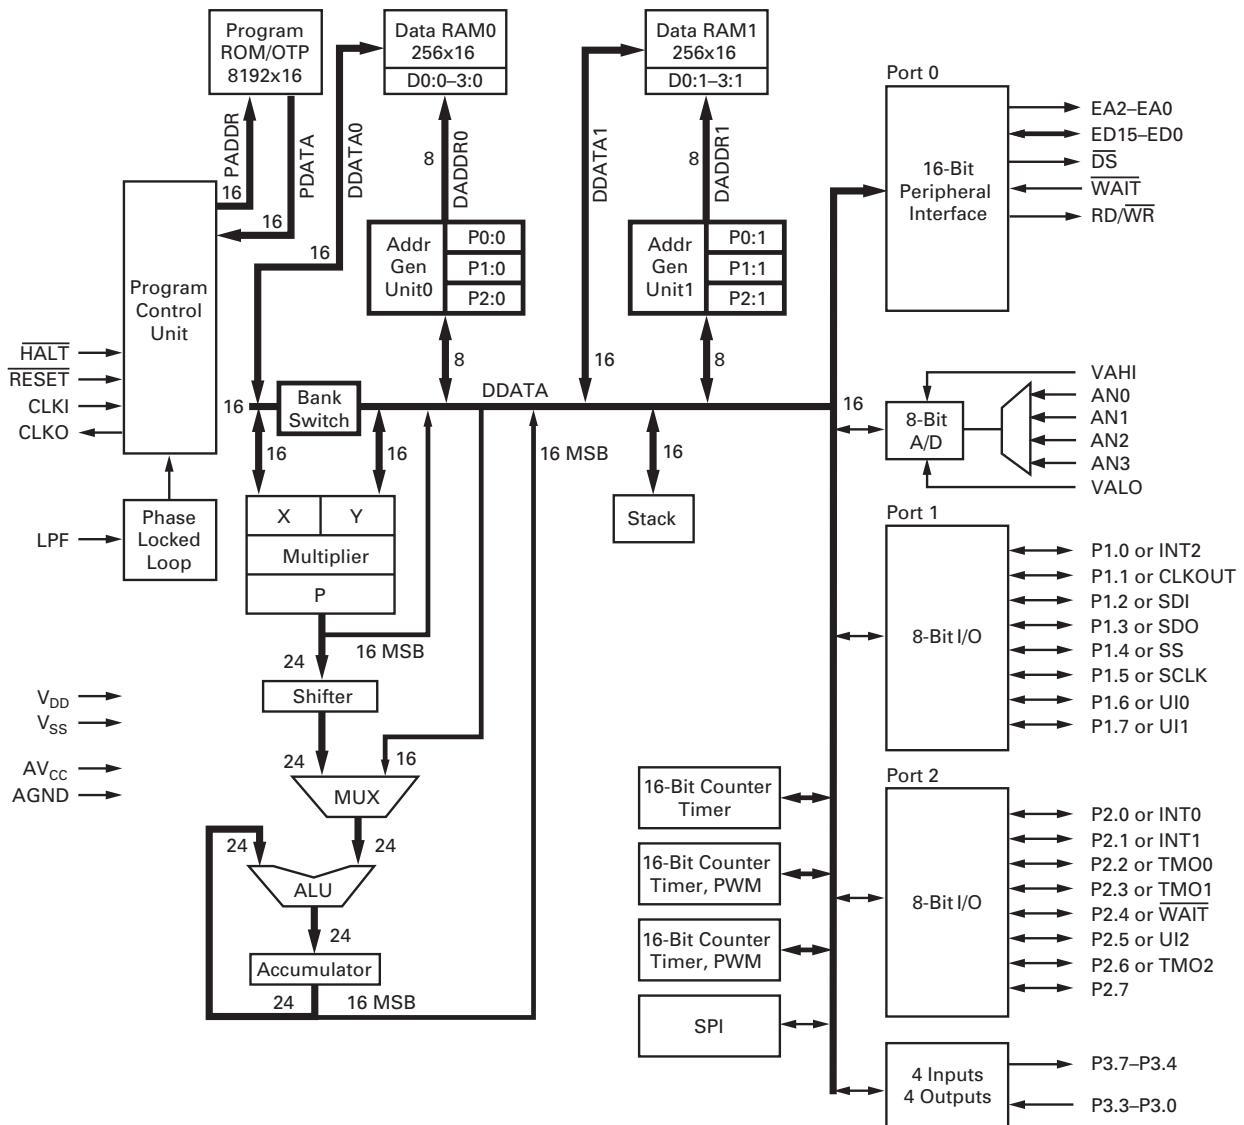 Program
ROM/OTP
8192x16
Data RAM0
256x16
D0:0–3:0
Data RAM1
256x16
D0:1–3:1
PADDR
16
PDATA
16
DDATA0
16
DADDR0
8
DDATA1
16
DADDR1
8
Program
Control
Unit
Addr
Gen
Unit0
P0:0
P1:0
P2:0
8
Addr
Gen
Unit1
P0:1
P1:1
P2:1
8
HALT
RESET
CLKI
CLKO
LPF
Phase
Locked
Loop
VDD
VSS
AVCC
AGND
16
Bank
Switch
DDATA
16
16
16
16 MSB
16
Stack
X
Y
Multiplier
P
16 MSB
24
Shifter
24
16
MUX
24
24
ALU
24
Accumulator
24
16 MSB
16-Bit Counter
Timer
16-Bit Counter
Timer, PWM
16-Bit Counter
Timer, PWM
SPI
Port 0
16-Bit
Peripheral
Interface
EA2–EA0
ED15–ED0
DS
WAIT
RD/WR
8-Bit
A/D
VAHI
AN0
AN1
AN2
AN3
VALO
Port 1
8-Bit I/O
P1.0 or INT2
P1.1 or CLKOUT
P1.2 or SDI
P1.3 or SDO
P1.4 or SS
P1.5 or SCLK
P1.6 or UI0
P1.7 or UI1
Port 2
8-Bit I/O
P2.0 or INT0
P2.1 or INT1
P2.2 or TMO0
P2.3 or TMO1
P2.4 or WAIT
P2.5 or UI2
P2.6 or TMO2
P2.7
4 Inputs
4 Outputs
P3.7–P3.4
P3.3–P3.0